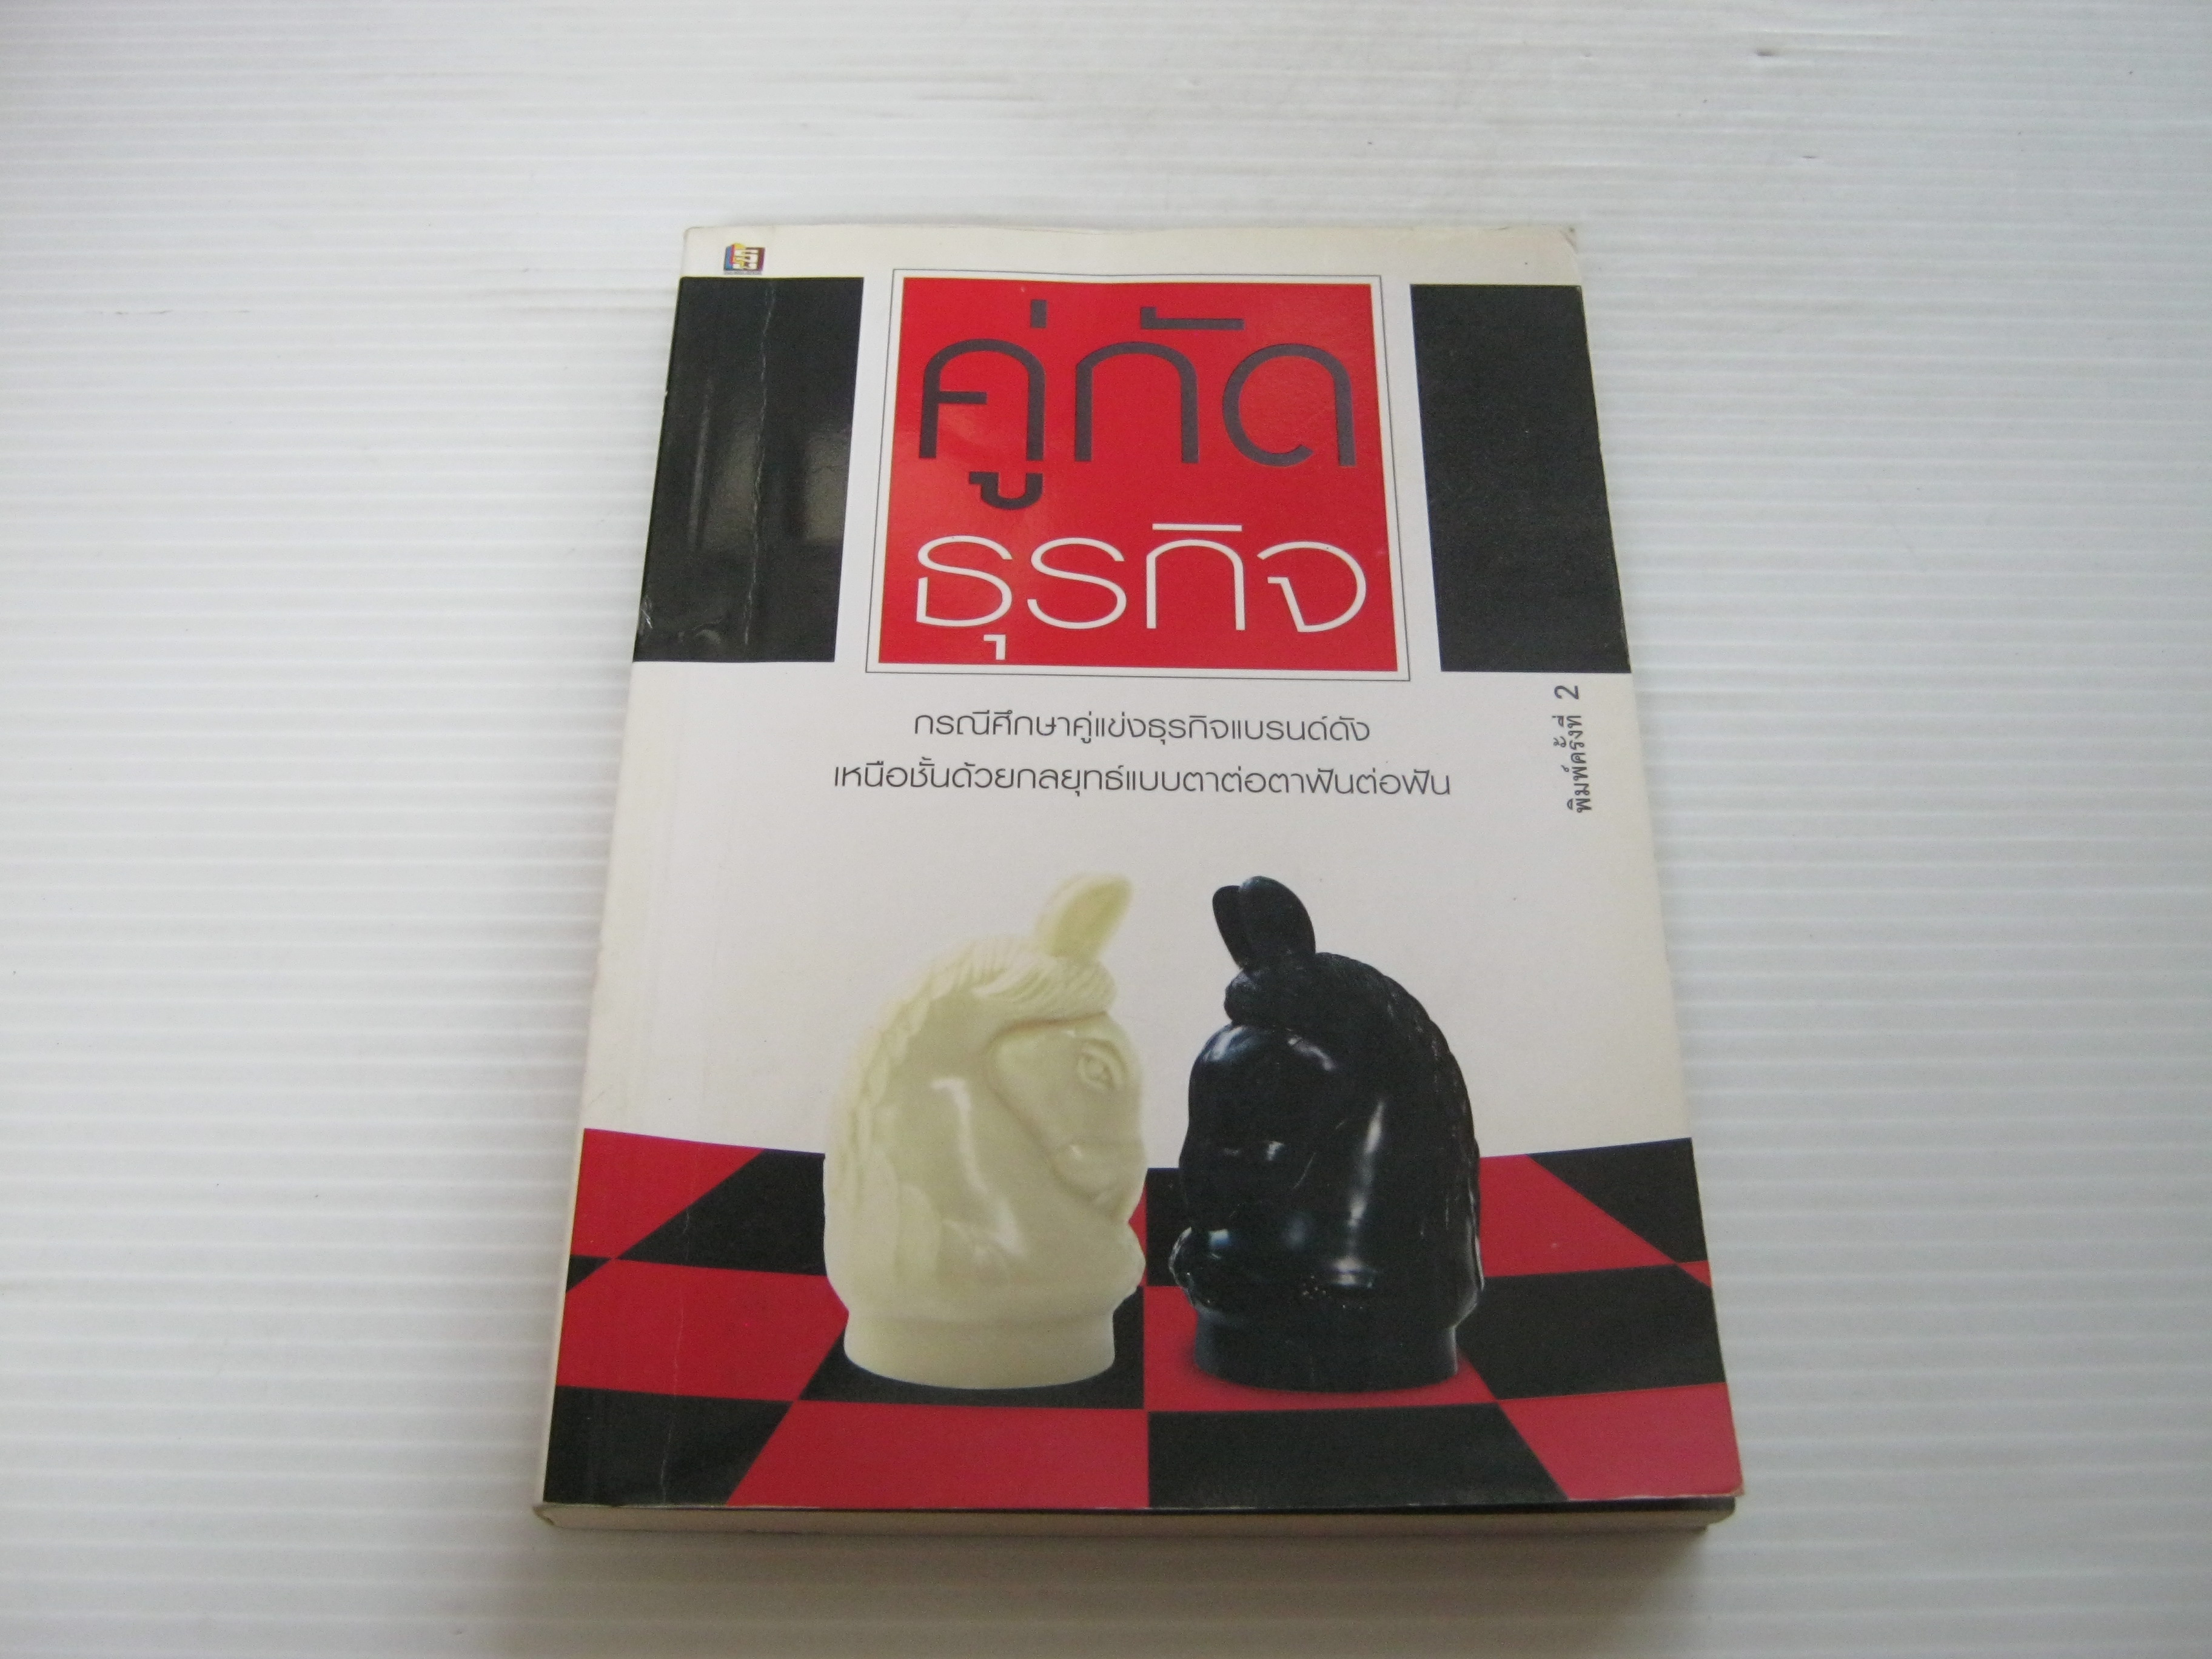 คู่กัด
ธุรกิจ
กรณีศึกษาคู่แข่งธุรกิจแบรนด์ดัง
เหนือชั้นด้วยกลยุทธ์แบบตาต่อตาฟันต่อฟัน
พิมพ์ครั้งที่ 2